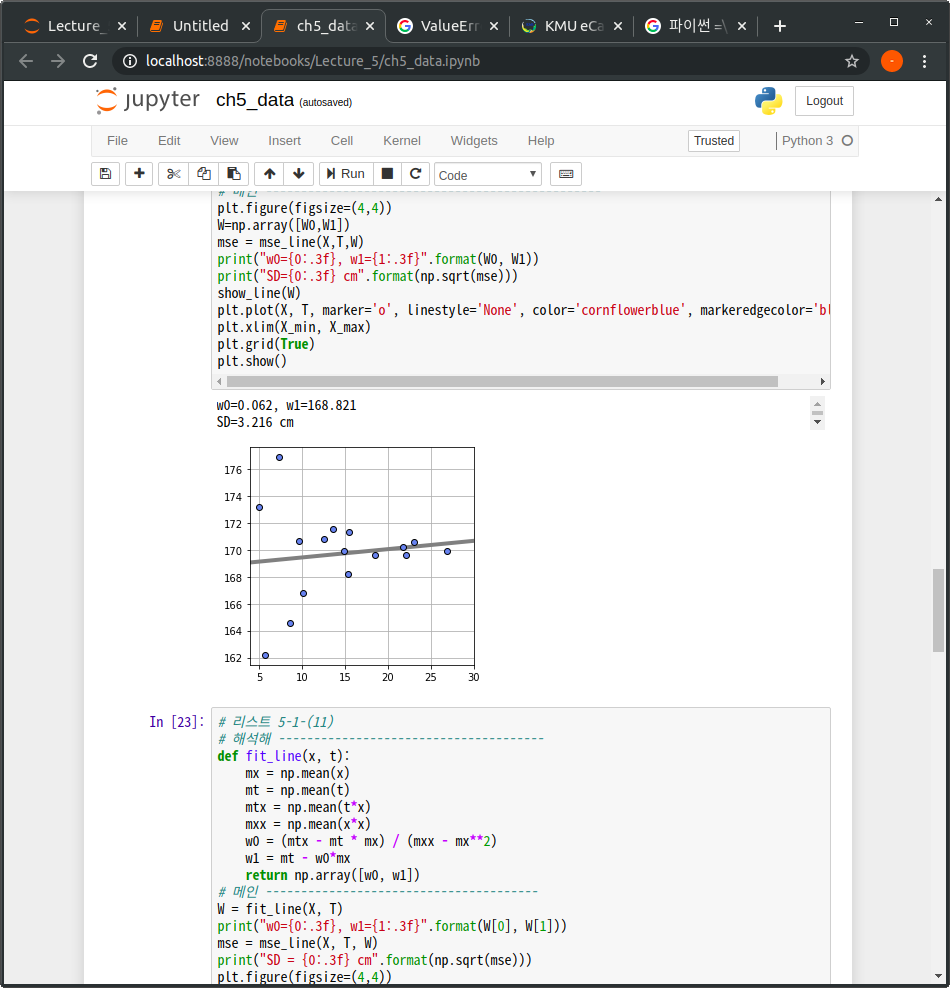 Lecture_
Untitled
ch5_data
ValueErr
KMU eCa
파이썬 =\
localhost:8888/notebooks/Lecture_5/ch5_data.ipynb
jupyter ch5_data (autosaved)
Logout
File Edit View Insert Cell Kernel Widgets Help
Trusted
Python 3
Run
Code
# 메인 --------------------------------------
plt.figure(figsize=(4,4))
W=np.array([W0,W1])
mse = mse_line(X,T,W)
print("w0={0:.3f}, w1={1:.3f}".format(W0, W1))
print("SD={0:.3f} cm".format(np.sqrt(mse)))
show_line(W)
plt.plot(X, T, marker='o', linestyle='None', color='cornflowerblue', markeredgecolor='bl
plt.xlim(X_min, X_max)
plt.grid(True)
plt.show()
w0=0.062, w1=168.821
SD=3.216 cm
176
174
172
170
168
166
164
162
5 10 15 20 25 30
In [23]:
# 리스트 5-1-(11)
# 해석해 --------------------------------------
def fit_line(x, t):
    mx = np.mean(x)
    mt = np.mean(t)
    mtx = np.mean(t*x)
    mxx = np.mean(x*x)
    w0 = (mtx - mt * mx) / (mxx - mx**2)
    w1 = mt - w0*mx
    return np.array([w0, w1])
# 메인 ---------------------------------------
W = fit_line(X, T)
print("w0={0:.3f}, w1={1:.3f}".format(W[0], W[1]))
mse = mse_line(X, T, W)
print("SD = {0:.3f} cm".format(np.sqrt(mse)))
plt.figure(figsize=(4,4))